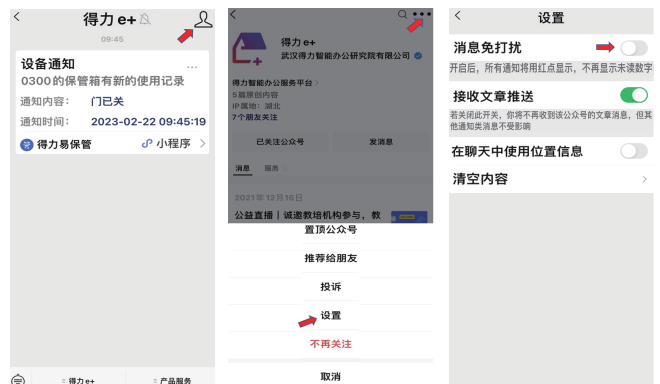 得力 e+
09:45
设备通知
0300的保管箱有新的使用记录
通知内容： 门已关
通知时间： 2023-02-22 09:45:19
得力易保管
小程序
得力 e+
产品服务
得力 e+
武汉得力智能办公研究院有限公司
得力智能办公服务平台
5篇原创内容
IP属地：湖北
7个朋友关注
已关注公众号
发消息
消息 服务
2021年12月16日
公益直播｜诚邀教培机构参与，教
置顶公众号
推荐给朋友
投诉
设置
不再关注
取消
设置
消息免打扰
开启后，所有通知将用红点显示，不再显示未读数字
接收文章推送
若关闭此开关，你将不再收到该公众号的文章消息，但其
他通知类消息不受影响
在聊天中使用位置信息
清空内容